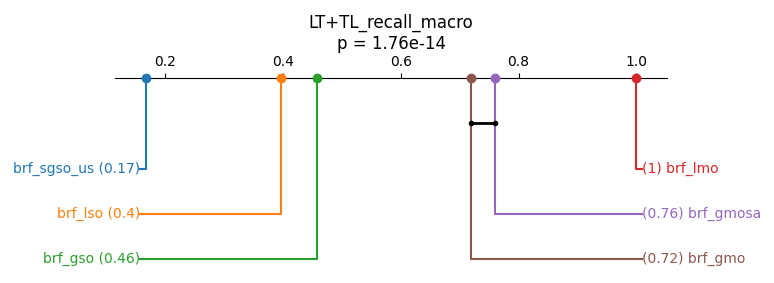 LT+TL_recall_macro
p = 1.76e-14
0.2 0.4 0.6 0.8 1.0
brf_sgso_us (0.17) (1) brf_lmo
brf_lso (0.4) (0.76) brf_gmosa
brf_gso (0.46) (0.72) brf_gmo